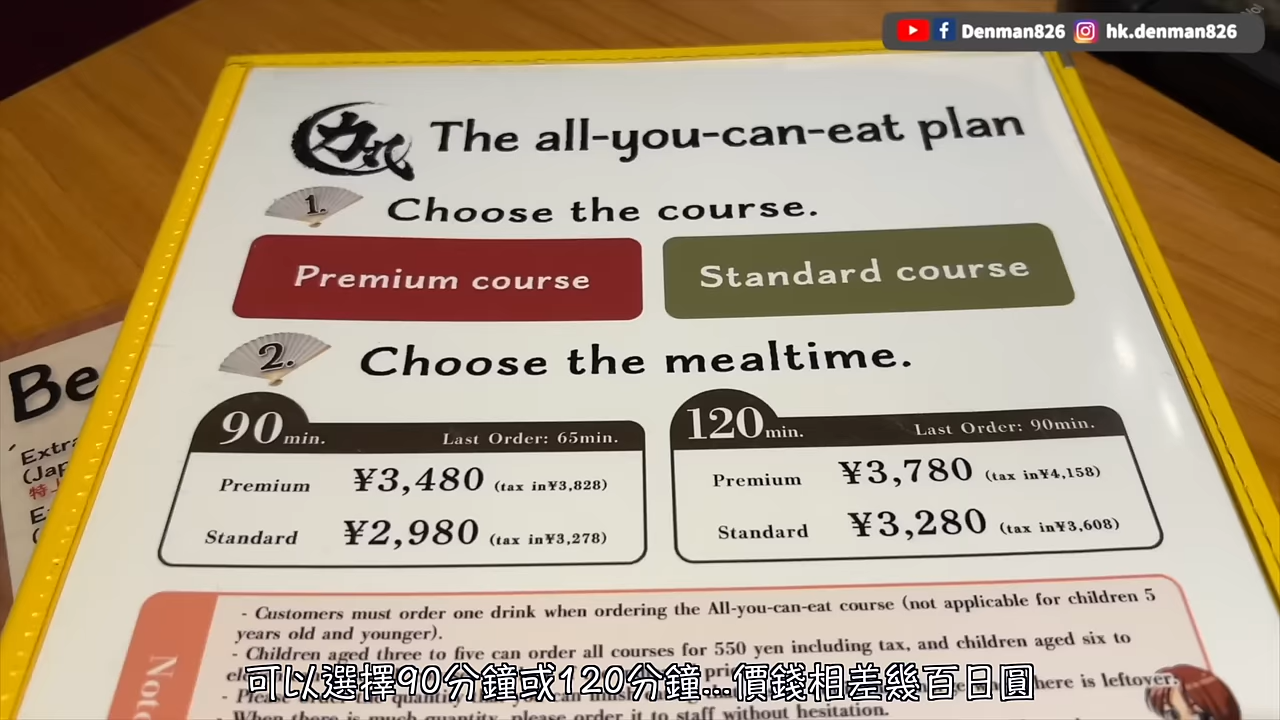 Denman826 hk.denman826
The all-you-can-eat plan
1. Choose the course.
Premium course
Standard course
2. Choose the mealtime.
90 min. Last Order: 65min.
Premium ¥3,480 (tax in¥3,828)
Standard ¥2,980 (tax in¥3,278)
120 min. Last Order: 90min.
Premium ¥3,780 (tax in¥4,158)
Standard ¥3,280 (tax in¥3,608)
- Customers must order one drink when ordering the All-you-can-eat course (not applicable for children 5
years old and younger).
- Children aged three to five can order all courses for 550 yen including tax, and children aged six to
here is leftover.
- When there is much quantity, please order it to staff without hesitation.
Be
Extra
(Jap
特
可以選擇90分鐘或120分鐘...價錢相差幾百日圓